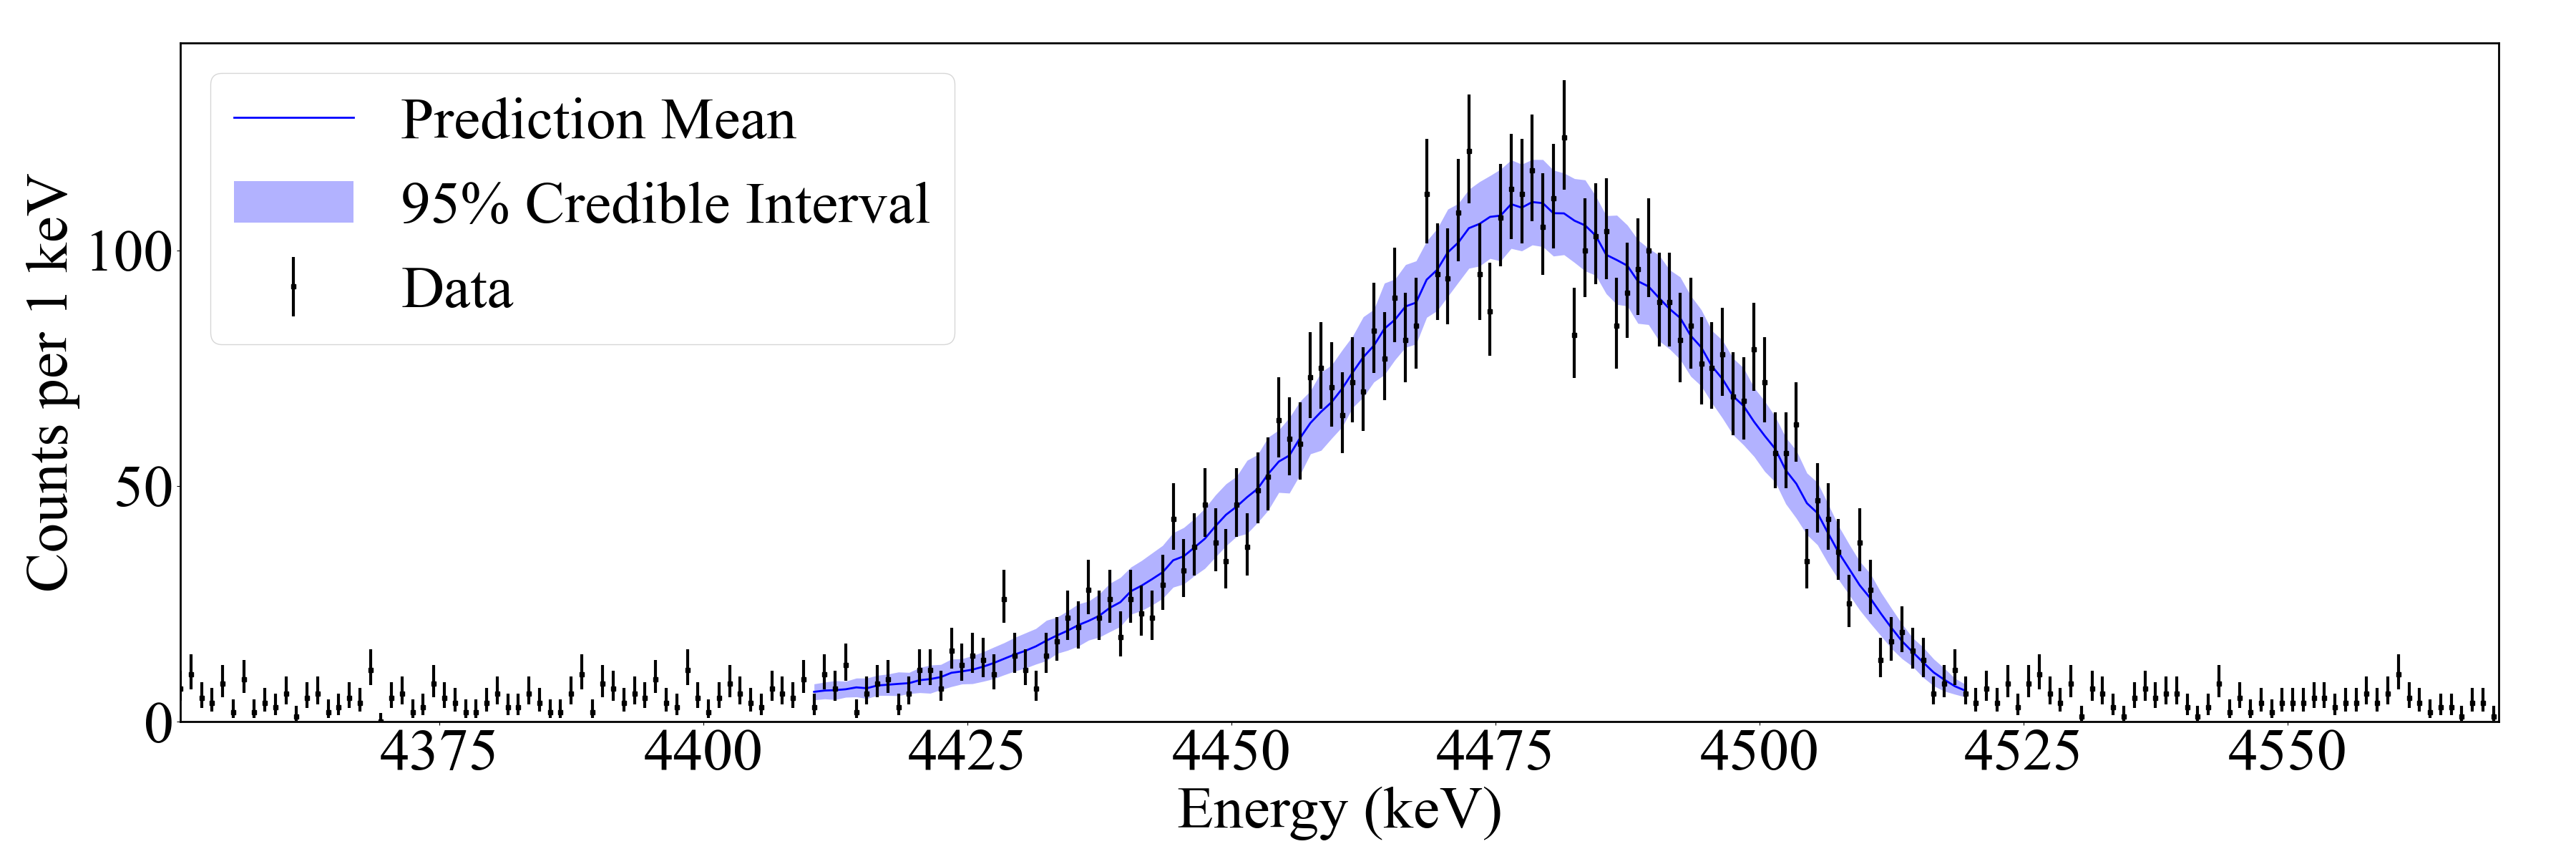 Prediction Mean
95% Credible Interval
Data
Counts per 1 keV
100
50
0
4375 4400 4425 4450 4475 4500 4525 4550
Energy (keV)